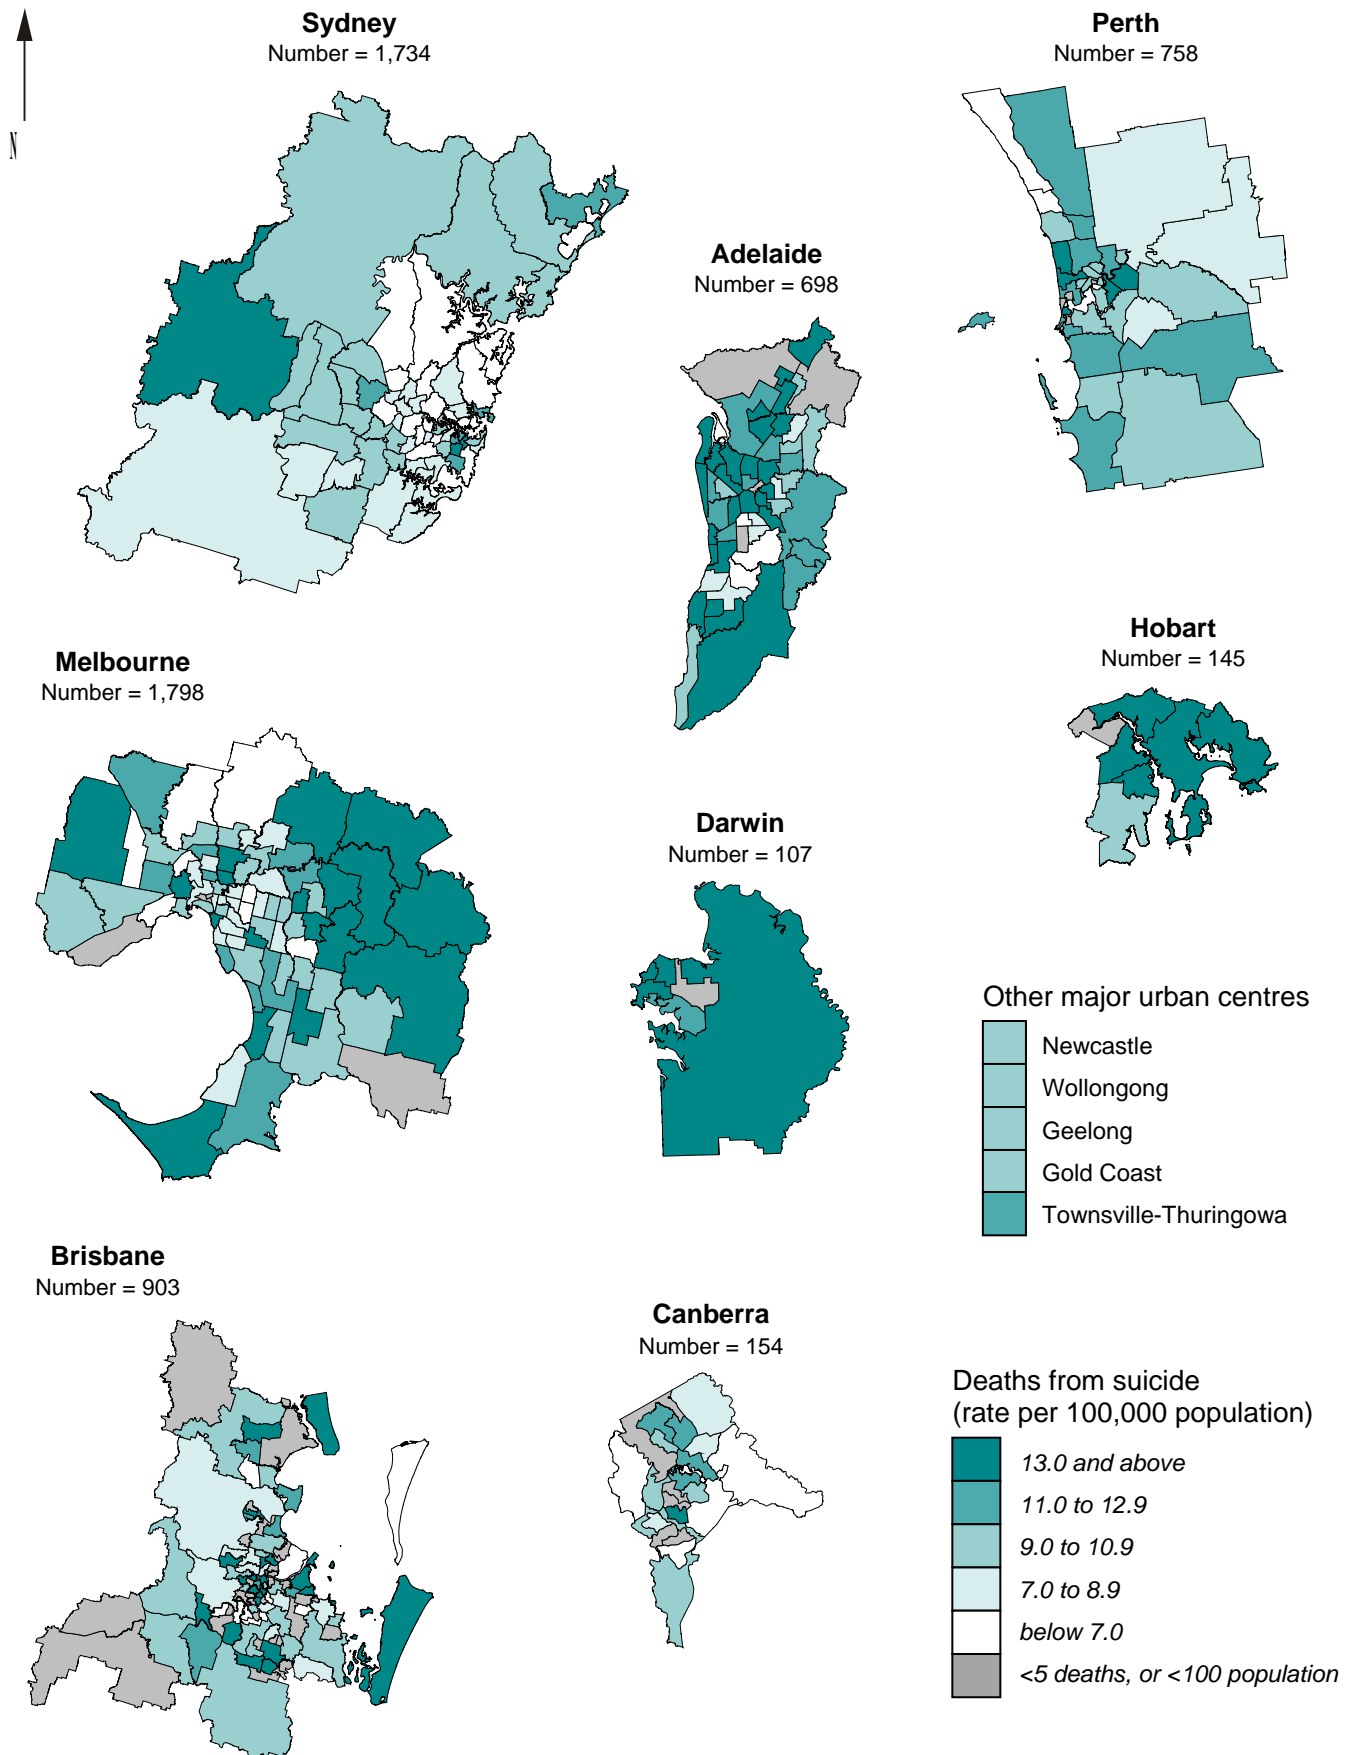 Sydney
Number = 1,734
Perth
Number = 758
N
Adelaide
Number = 698
Hobart
Number = 145
Melbourne
Number = 1,798
Darwin
Number = 107
Other major urban centres
Newcastle
Wollongong
Geelong
Gold Coast
Townsville-Thuringowa
Brisbane
Number = 903
Canberra
Number = 154
Deaths from suicide
(rate per 100,000 population)
13.0 and above
11.0 to 12.9
9.0 to 10.9
7.0 to 8.9
below 7.0
<5 deaths, or <100 population